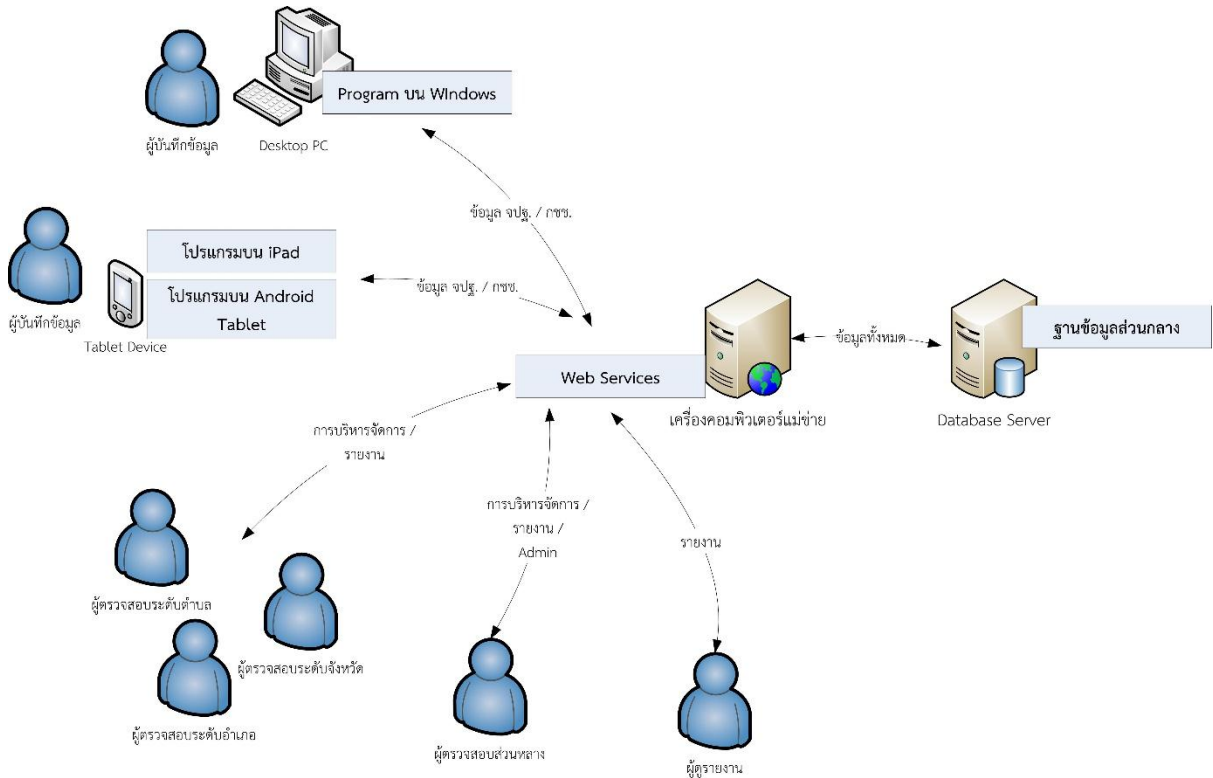 Program บน WIndows
ผู้บันทึกข้อมูล
Desktop PC
ข้อมูล จปฐ. / กชช.
โปรแกรมบน iPad
โปรแกรมบน Android
Tablet
ข้อมูล จปฐ. / กชช.
ผู้บันทึกข้อมูล
Tablet Device
ข้อมูลทั้งหมด
ฐานข้อมูลส่วนกลาง
Web Services
เครื่องคอมพิวเตอร์แม่ข่าย
Database Server
การบริหารจัดการ /
รายงาน
การบริหารจัดการ /
รายงาน /
Admin
รายงาน
ผู้ตรวจสอบระดับตำบล
ผู้ตรวจสอบระดับจังหวัด
ผู้ตรวจสอบระดับอำเภอ
ผู้ตรวจสอบส่วนหลาง
ผู้ดูรายงาน